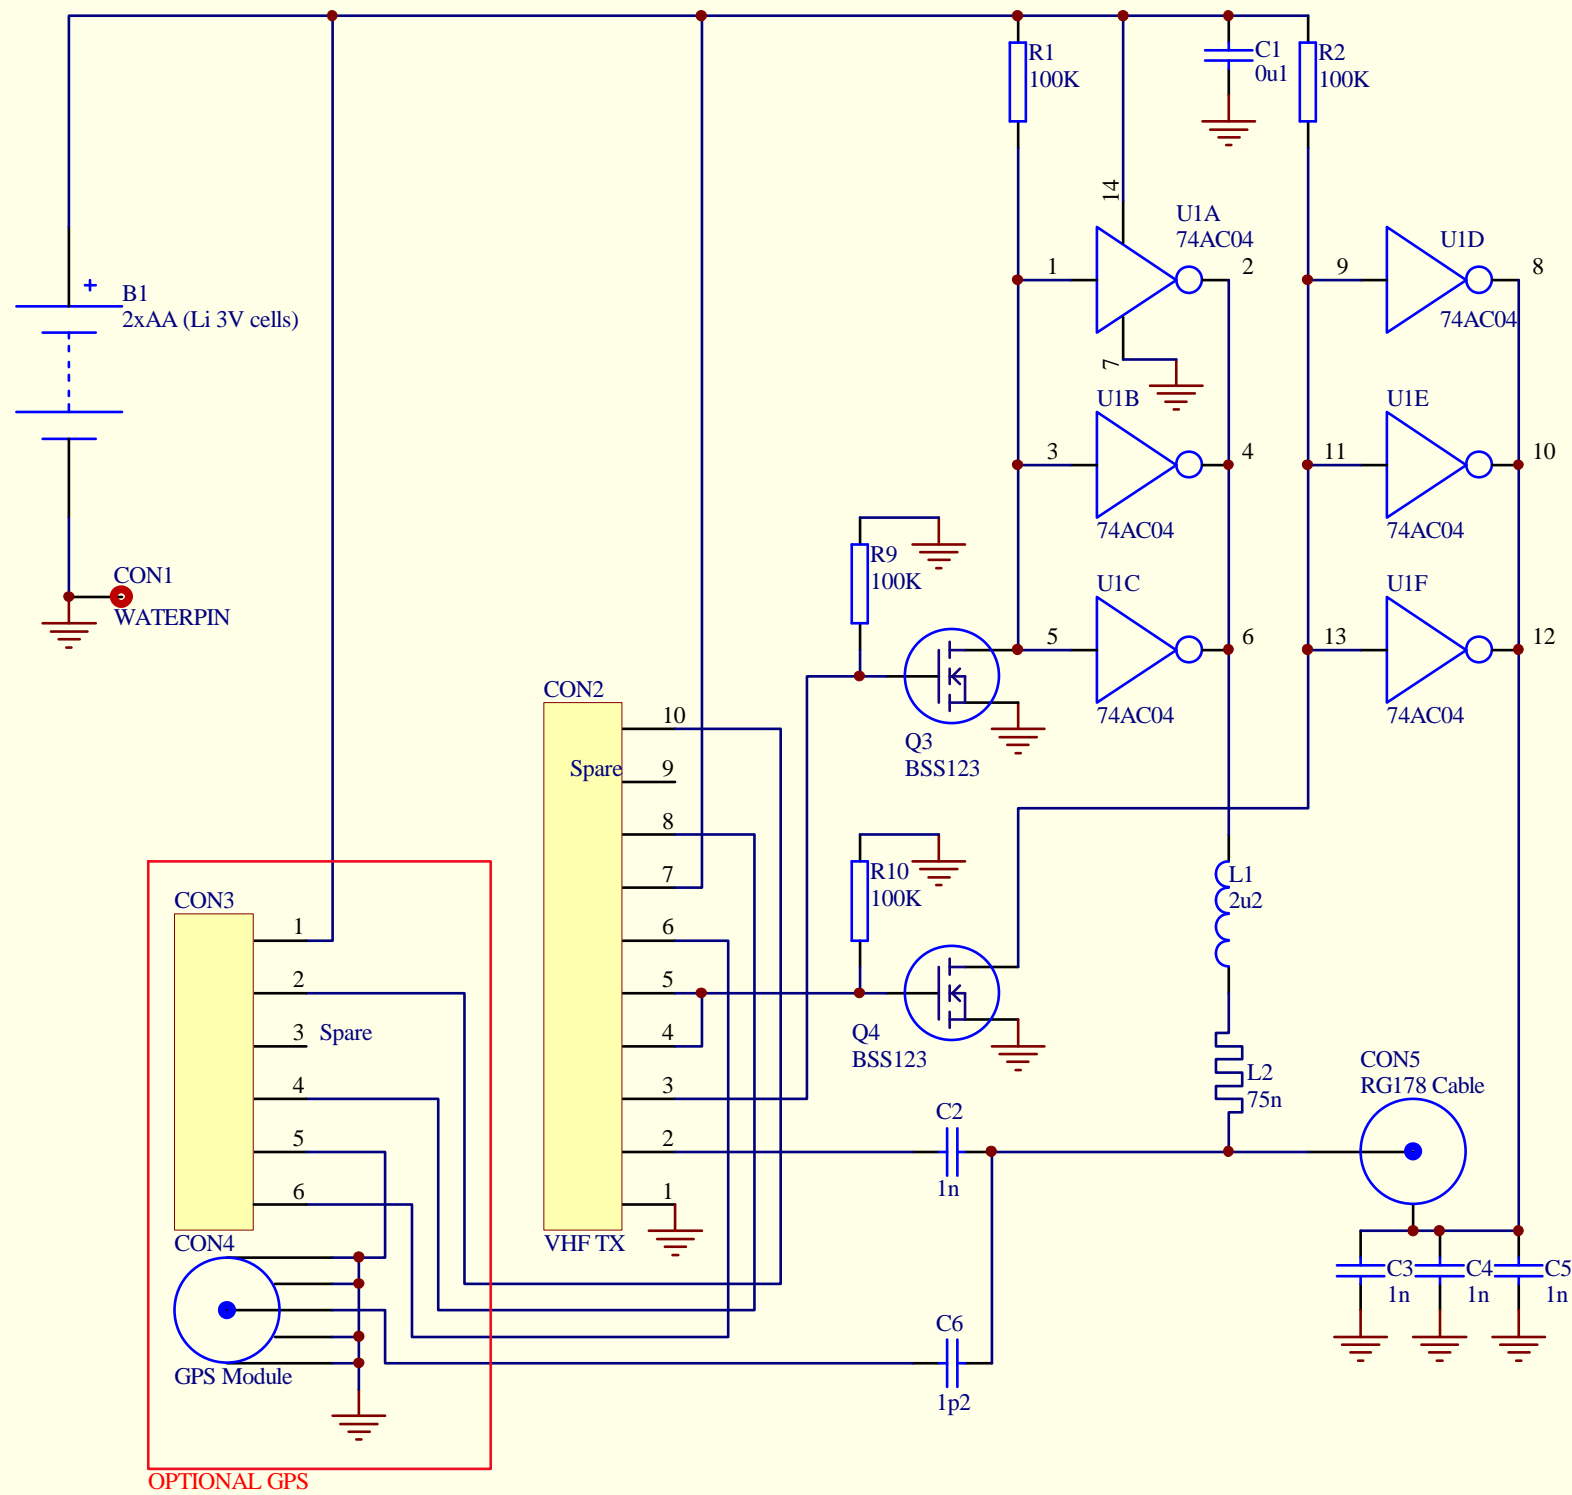 R1
100K
C1
0u1
R2
100K
14
U1A
74AC04
1
2
7
U1D
9
8
74AC04
+
B1
2xAA (Li 3V cells)
U1B
3
4
74AC04
U1E
11
10
74AC04
R9
100K
CON1
WATERPIN
U1C
5
6
74AC04
U1F
13
12
74AC04
Q3
BSS123
CON2
10
Spare
9
8
7
6
5
4
3
2
1
VHF TX
R10
100K
Q4
BSS123
L1
2u2
L2
75n
CON3
1
2
3
Spare
4
5
6
CON4
GPS Module
OPTIONAL GPS
C2
1n
C6
1p2
CON5
RG178 Cable
C3
1n
C4
1n
C5
1n